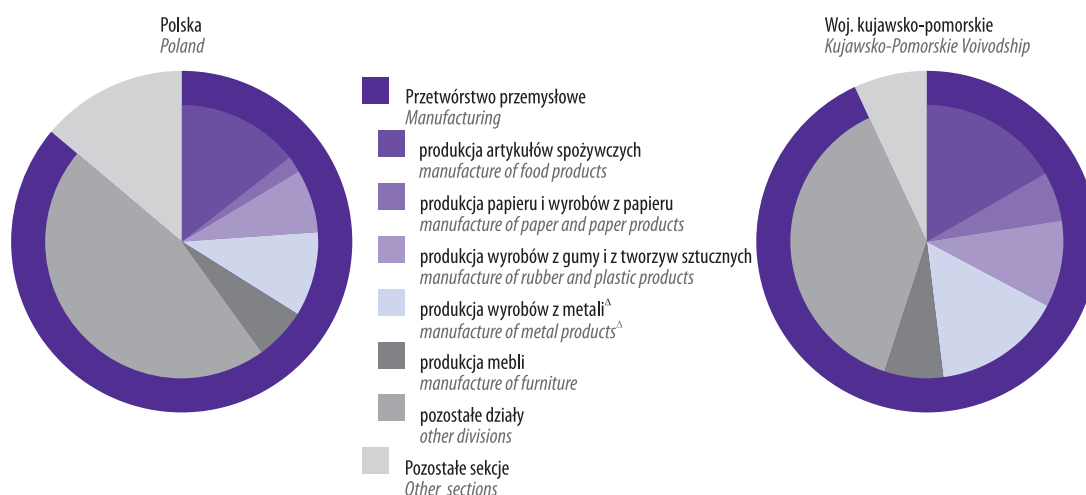 Polska
Poland
Woj. kujawsko-pomorskie
Kujawsko-Pomorskie Voivodship
Przetwórstwo przemysłowe
Manufacturing
produkcja artykułów spożywczych
manufacture of food products
produkcja papieru i wyrobów z papieru
manufacture of paper and paper products
produkcja wyrobów z gumy i z tworzyw sztucznych
manufacture of rubber and plastic products
produkcja wyrobów z metali^Δ
manufacture of metal products^Δ
produkcja mebli
manufacture of furniture
pozostałe działy
other divisions
Pozostałe sekcje
Other sections